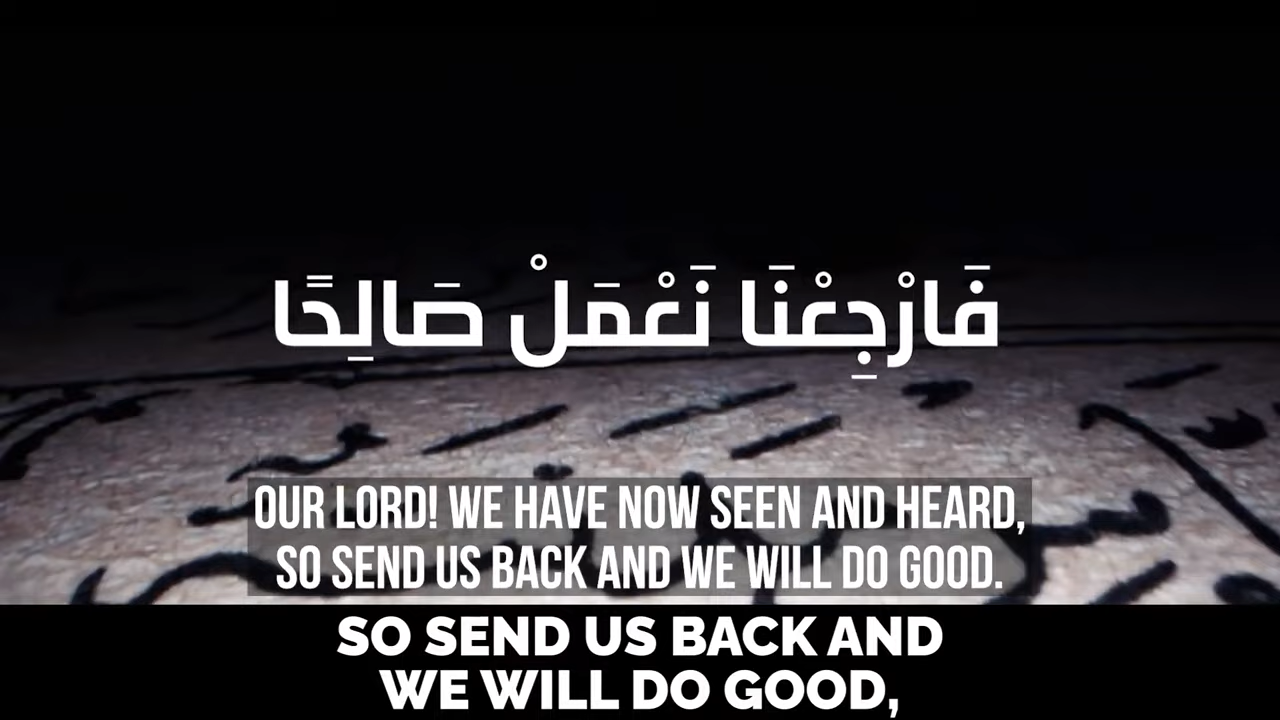 فَارْجِعْنَا نَعْمَلْ صَالِحًا
OUR LORD! WE HAVE NOW SEEN AND HEARD,
SO SEND US BACK AND WE WILL DO GOOD.
SO SEND US BACK AND
WE WILL DO GOOD,